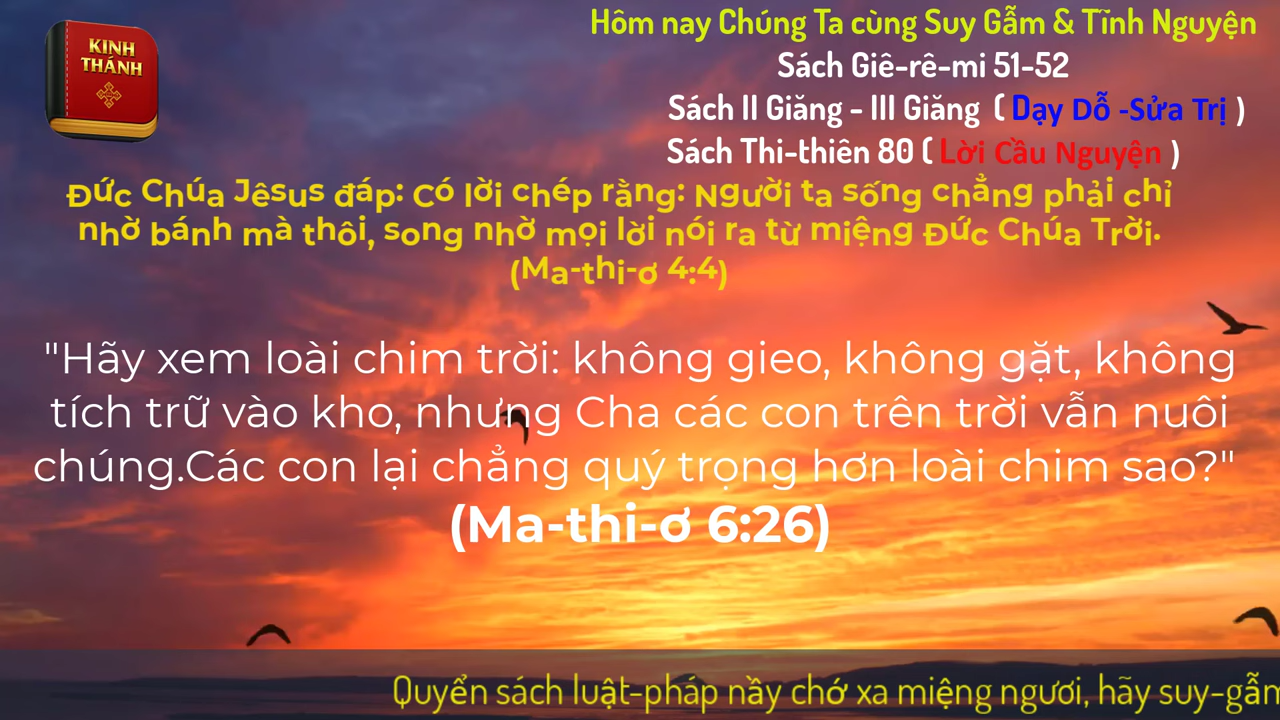 KINH
THÁNH
Hôm nay Chúng Ta cùng Suy Gẫm & Tĩnh Nguyện
Sách Giê-rê-mi 51-52
Sách II Giăng - III Giăng ( Dạy Dỗ -Sửa Trị )
Sách Thi-thiên 80 ( Lời Cầu Nguyện )
Đức Chúa Jêsus đáp: Có lời chép rằng: Người ta sống chẳng phải chỉ
nhờ bánh mà thôi, song nhờ mọi lời nói ra từ miệng Đức Chúa Trời.
(Ma-thi-ơ 4:4)
"Hãy xem loài chim trời: không gieo, không gặt, không
tích trữ vào kho, nhưng Cha các con trên trời vẫn nuôi
chúng.Các con lại chẳng quý trọng hơn loài chim sao?"
(Ma-thi-ơ 6:26)
Quyển sách luật-pháp nầy chớ xa miệng ngươi, hãy suy-gẫm